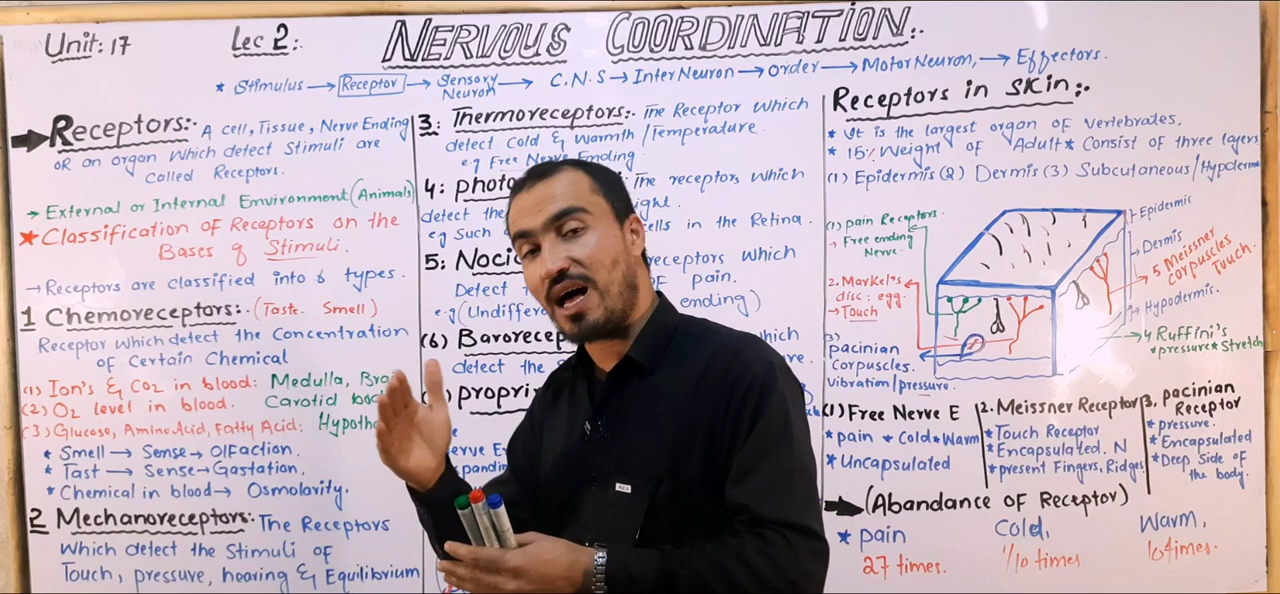 Unit: 17
Lec 2:.
NERVOUS COORDINATION:.
* Stimulus → Receptor → Sensory Neuron → C.N.S → InterNeuron → Order → MotorNeuron, → Effectors.
Receptors:. A cell, Tissue, Nerve Ending
OR an organ Which detect Stimuli are
Called Receptors.
→ External or Internal Environment (Animals)
* Classification of Receptors on the
Bases of Stimuli.
→ Receptors are classified into 6 types.
1 Chemoreceptors:. (Taste. Smell)
Receptor Which detect the Concentration
of Certain Chemical
(1) Ion's & Co2 in blood: Medulla,
(2) O2 level in blood. Carotid
(3) Glucose, AminoAcid, Fatty Acid:
* Smell → Sense → OlFaction.
* Tast → Sense → Gastation.
* Chemical in blood → Osmolarity.
2 Mechanoreceptors: The Receptors
Which detect the Stimuli of
Touch, pressure, hearing & Equilibrium
3: Thermoreceptors:. The Receptor Which
detect Cold & Warmth / Temperature.
e.g Free Nerve Ending.
4: The receptors Which
detect the
eg Such cells in the Retina.
5: receptors Which
Detect pain.
e.g ending)
(6)
detect the
Receptors in SKin:.
* It is the largest organ of Vertebrates.
* 15% Weight of Adult * Consist of three layers
(1) Epidermis (2) Dermis (3) Subcutaneous / Hypodermis
(1) pain Receptors.
→ Free ending
Nerve.
2. Markel's
disc: egg.
→ Touch
3)
Pacinian
Corpuscles.
Vibration/pressure.
Epidermis
Dermis
Hypodermis.
5 Meissner
Corpuscles
Touch.
4 Ruffini's
* pressure * Stretch
(1) Free Nerve E
* pain * Cold * Warm
* Uncapsulated
2. Meissner Receptor
* Touch Receptor
* Encapsulated. N
* present Fingers, Ridges
3. pacinian
Receptor
* pressure.
* Encapsulated
* Deep Side of
the body.
(Abandance of Receptor)
* pain
27 times.
Cold,
1/10 times
Warm,
10 times.